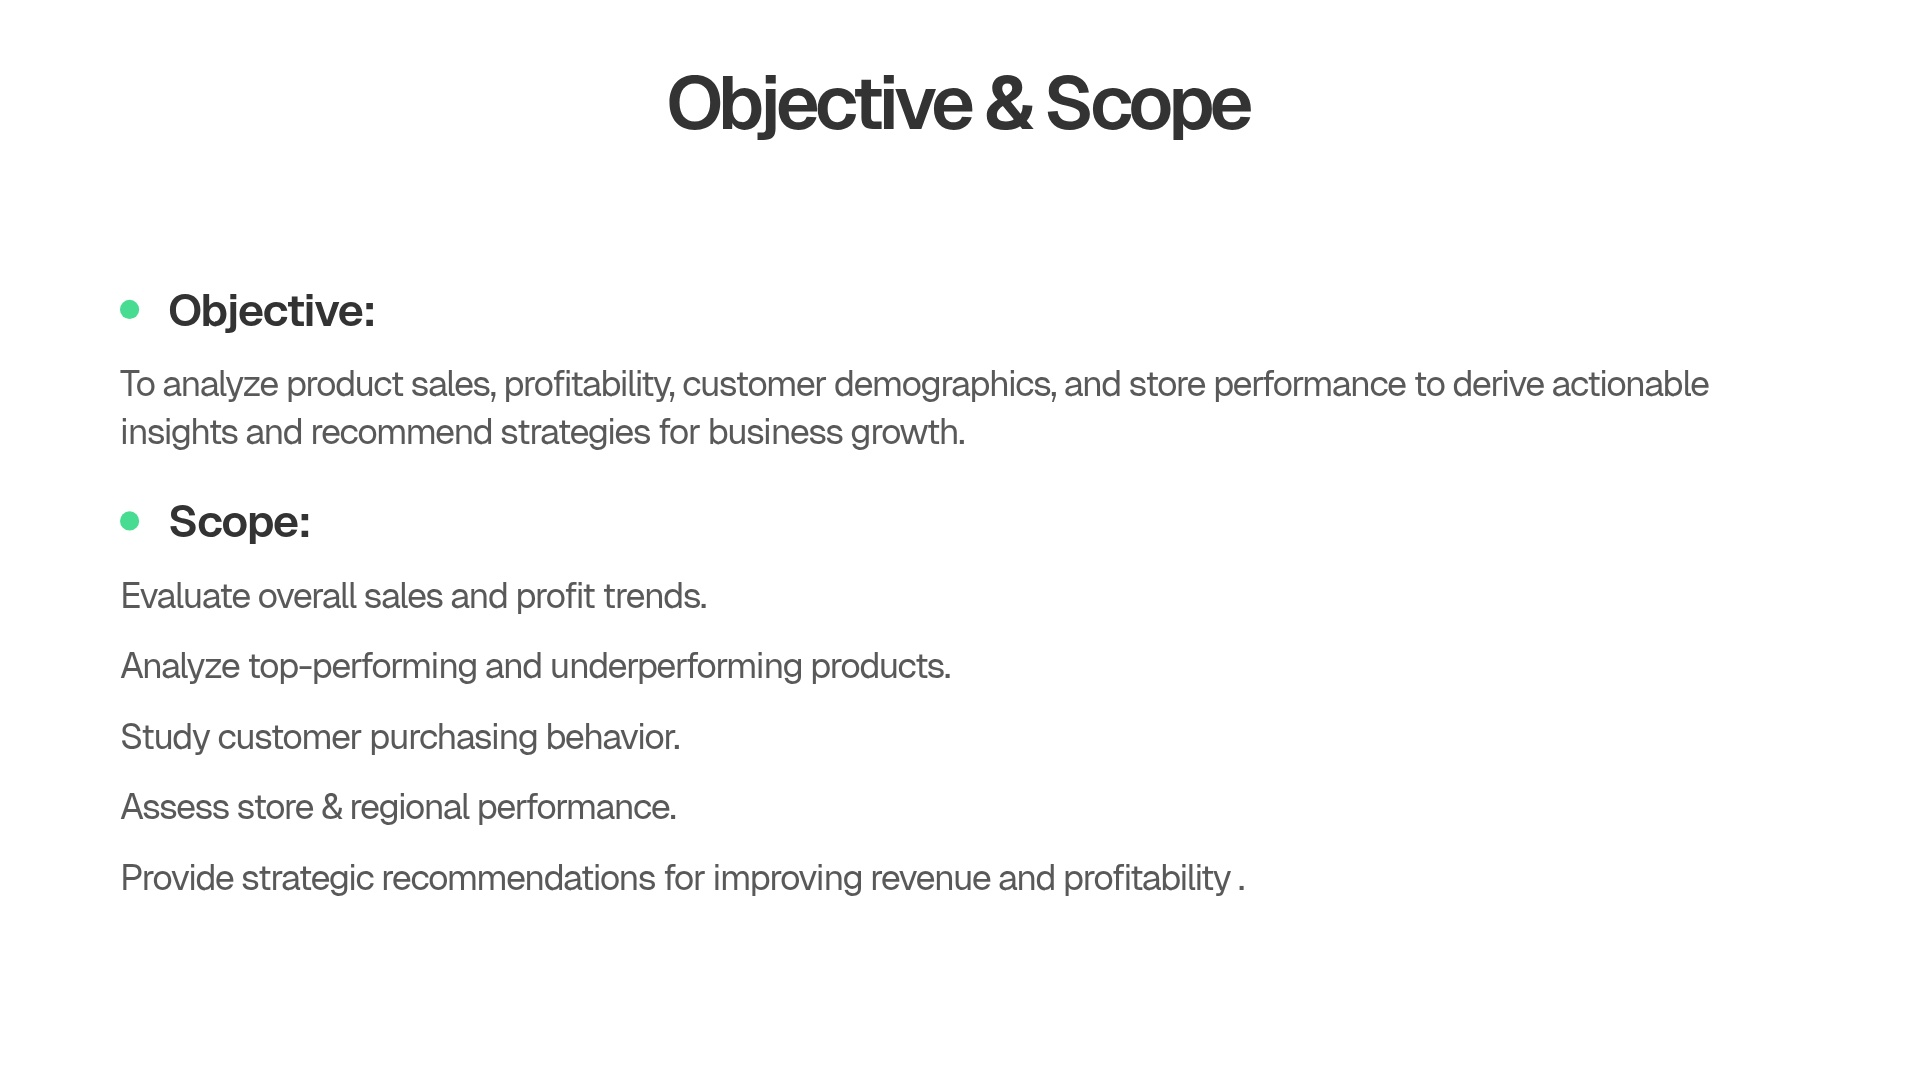 Objective & Scope
Objective:
To analyze product sales, profitability, customer demographics, and store performance to derive actionable
insights and recommend strategies for business growth.
Scope:
Evaluate overall sales and profit trends.
Analyze top-performing and underperforming products.
Study customer purchasing behavior.
Assess store & regional performance.
Provide strategic recommendations for improving revenue and profitability .